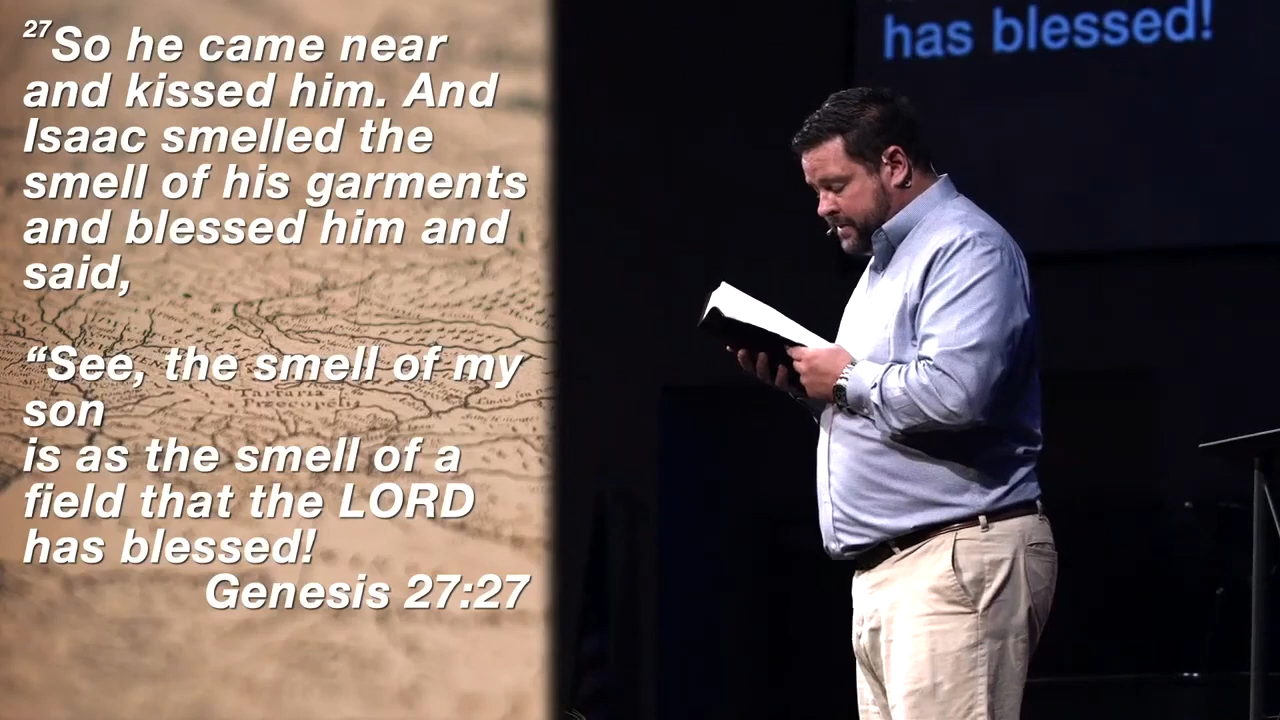 27So he came near
and kissed him. And
Isaac smelled the
smell of his garments
and blessed him and
said,
“See, the smell of my
son
is as the smell of a
field that the LORD
has blessed!
Genesis 27:27
Tartaria
Przecopensis
has blessed!